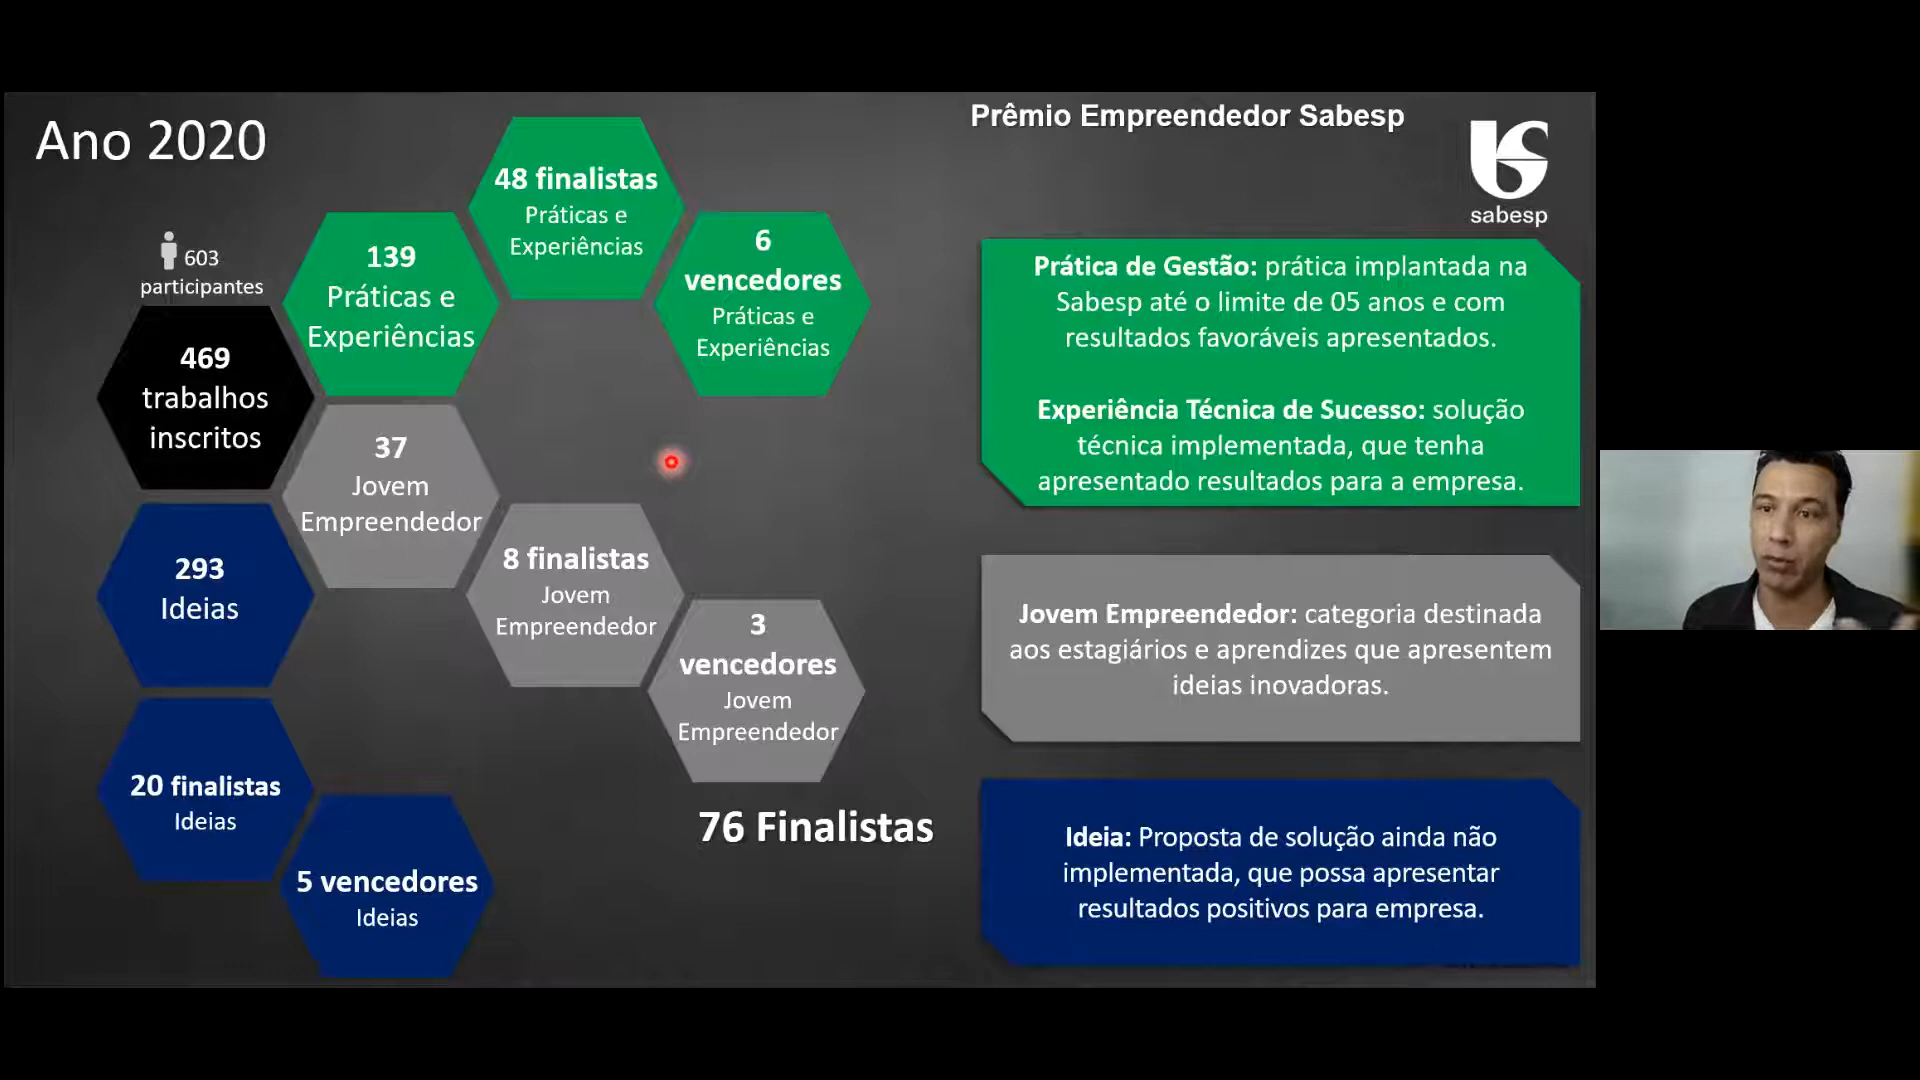 Ano 2020
Prêmio Empreendedor Sabesp
sabesp
603
participantes
469
trabalhos
inscritos
139
Práticas e
Experiências
48 finalistas
Práticas e
Experiências
6
vencedores
Práticas e
Experiências
37
Jovem
Empreendedor
8 finalistas
Jovem
Empreendedor
3
vencedores
Jovem
Empreendedor
293
Ideias
20 finalistas
Ideias
5 vencedores
Ideias
76 Finalistas
Prática de Gestão: prática implantada na
Sabesp até o limite de 05 anos e com
resultados favoráveis apresentados.
Experiência Técnica de Sucesso: solução
técnica implementada, que tenha
apresentado resultados para a empresa.
Jovem Empreendedor: categoria destinada
aos estagiários e aprendizes que apresentem
ideias inovadoras.
Ideia: Proposta de solução ainda não
implementada, que possa apresentar
resultados positivos para empresa.